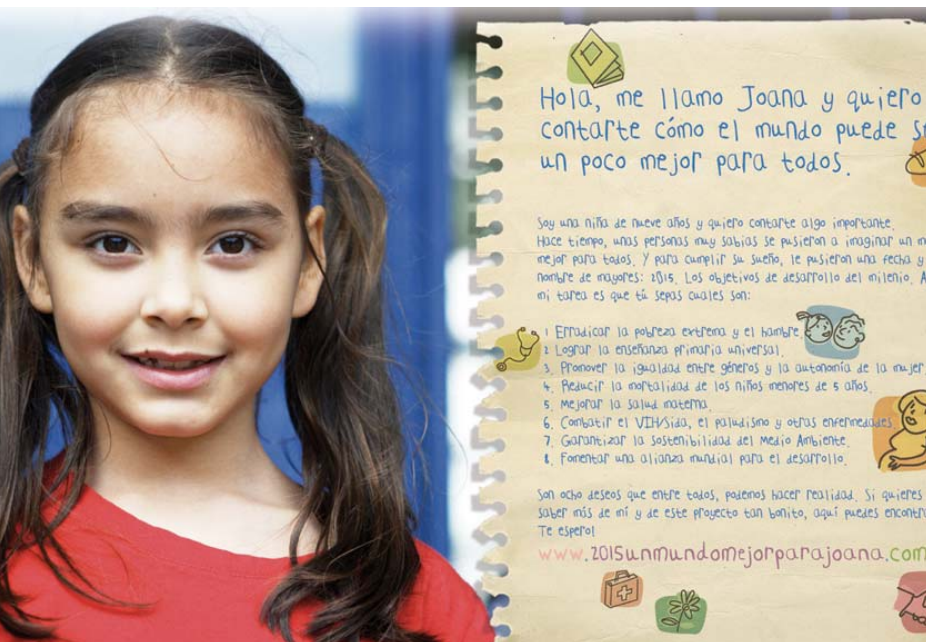 Hola, me llamo Joana y quiero
contarte cómo el mundo puede
un poco mejor para todos.
Soy una niña de nueve años y quiero contarte algo importante.
Hace tiempo, unas personas muy sabias se pusieron a imaginar un
mejor para todos. Y para cumplir su sueño, le pusieron una fecha y
nombre de mayores: 2015. Los objetivos de desarrollo del milenio.
mi tarea es que tú sepas cuales son:
1 Erradicar la pobreza extrema y el hambre.
2 Lograr la enseñanza primaria universal.
3. Promover la igualdad entre géneros y la autonomía de la mujer.
4. Reducir la mortalidad de los niños menores de 5 años.
5. Mejorar la salud materna.
6. Combatir el VIH/Sida, el paludismo y otras enfermedades
7. Garantizar la sostenibilidad del Medio Ambiente.
8. Fomentar una alianza mundial para el desarrollo.
Son ocho deseos que entre todos, podemos hacer realidad. Si quieres
saber más de mí y de este proyecto tan bonito, aquí puedes
Te espero!
www.2015unmundomejorparajoana.com